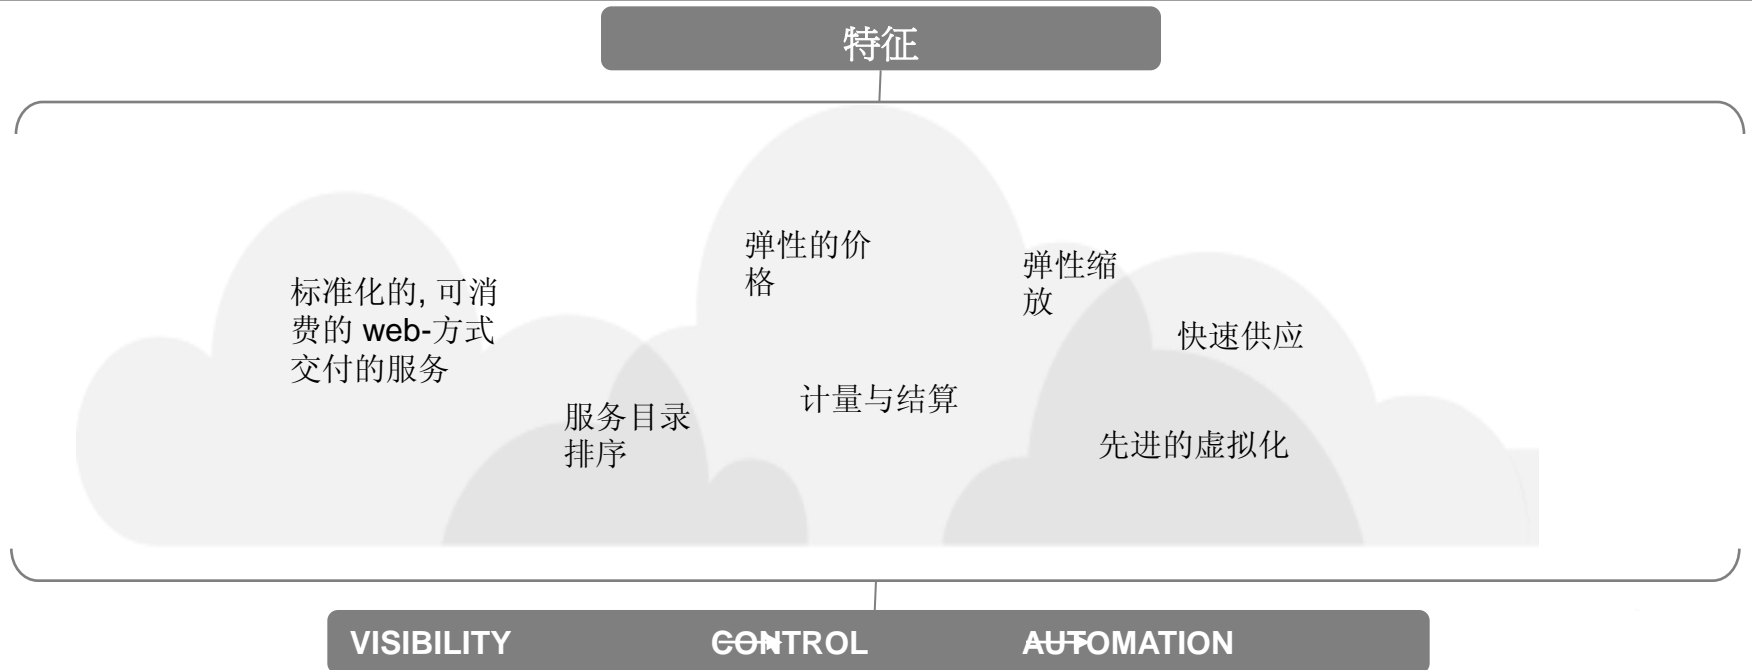 特征
标准化的, 可消
费的 web-方式
交付的服务
服务目录
排序
弹性的价
格
计量与结算
弹性缩
放
快速供应
先进的虚拟化
VISIBILITY CONTROL AUTOMATION